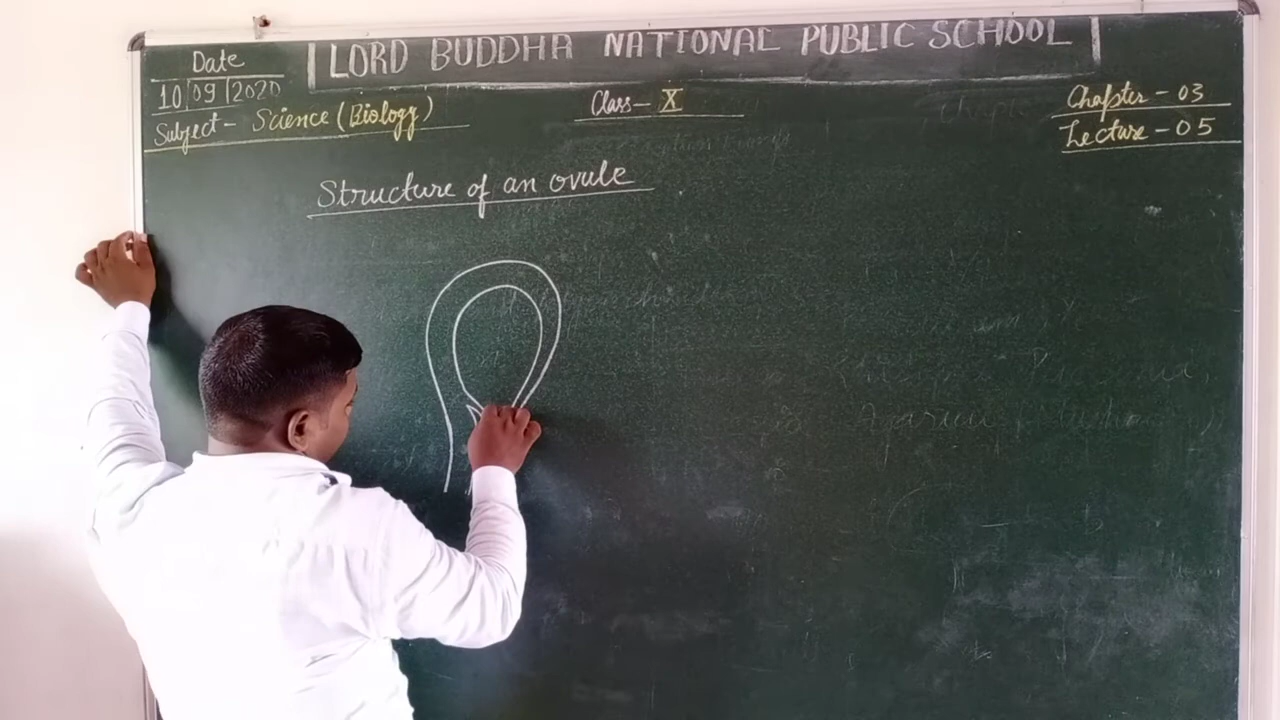 LORD BUDDHA NATIONAL PUBLIC SCHOOL
Date
10|09|2020
Subject - Science (Biology)
Class - X
Chapter - 03
Lecture - 05
Structure of an ovule